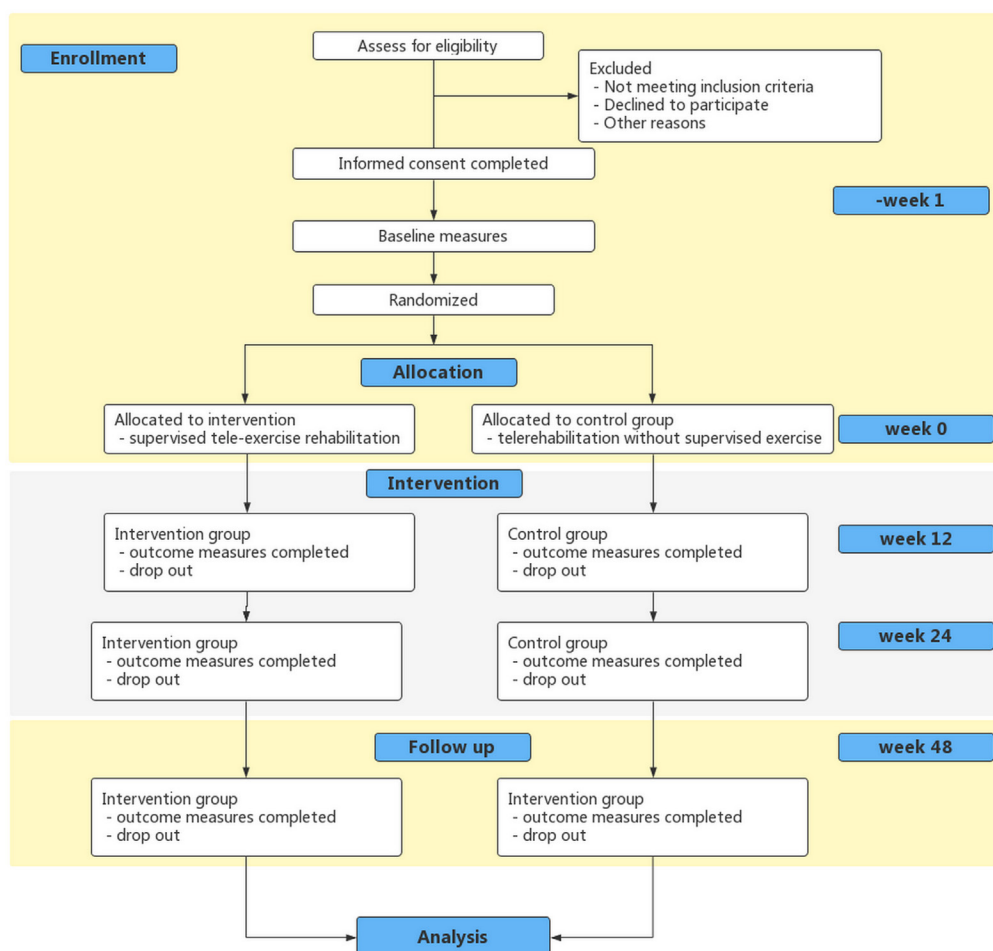 Enrollment
Assess for eligibility
Excluded
- Not meeting inclusion criteria
- Declined to participate
- Other reasons
Informed consent completed
-week 1
Baseline measures
Randomized
Allocation
Allocated to intervention
- supervised tele-exercise rehabilitation
Allocated to control group
- telerehabilitation without supervised exercise
week 0
Intervention
Intervention group
- outcome measures completed
- drop out
Control group
- outcome measures completed
- drop out
week 12
Intervention group
- outcome measures completed
- drop out
Control group
- outcome measures completed
- drop out
week 24
Follow up
week 48
Intervention group
- outcome measures completed
- drop out
Intervention group
- outcome measures completed
- drop out
Analysis